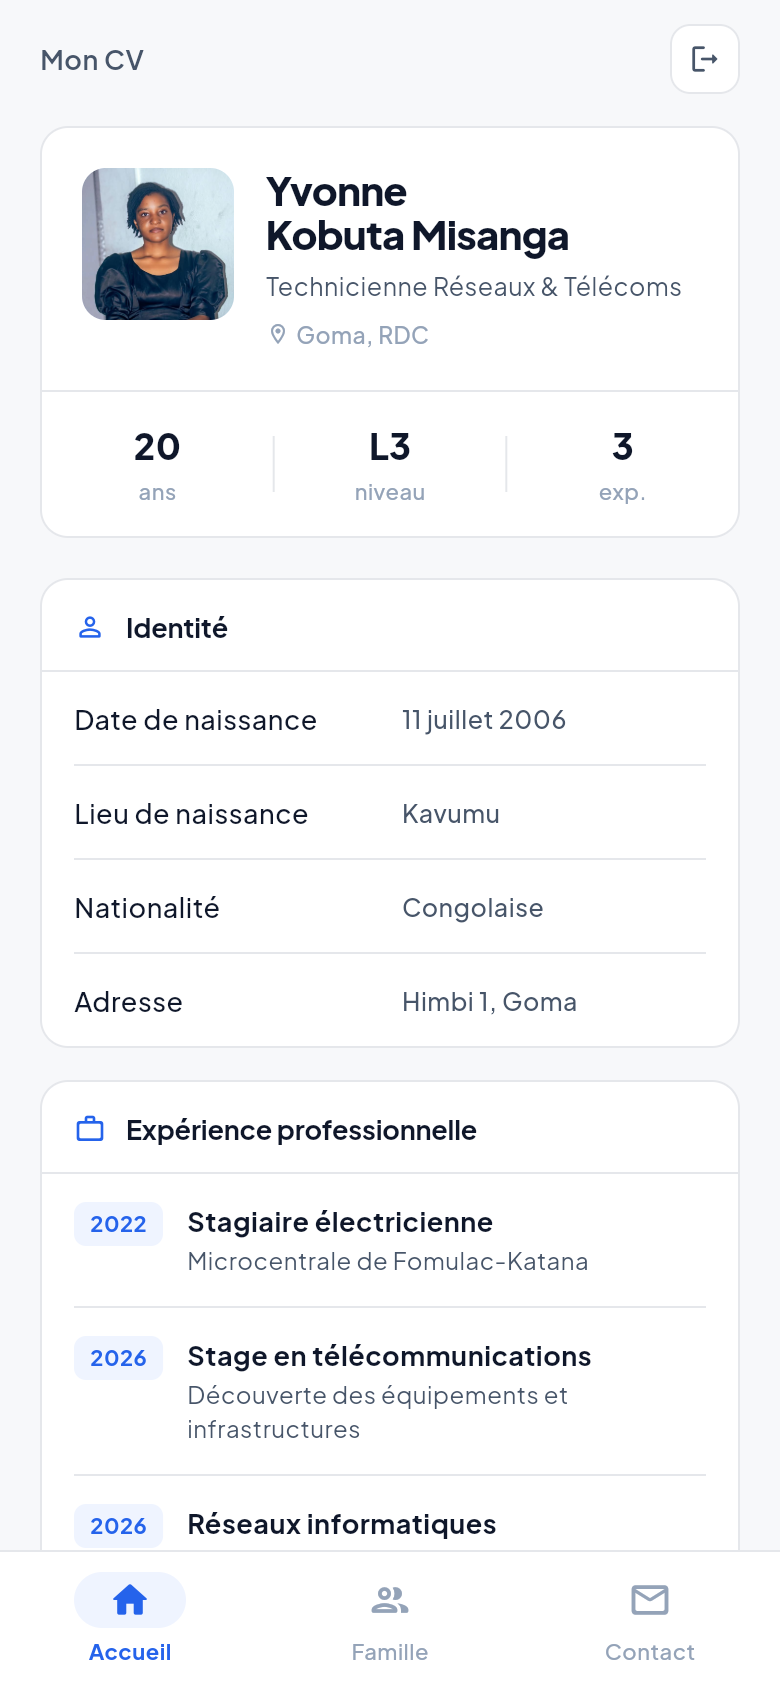 Mon CV
Yvonne
Kobuta Misanga
Technicienne Réseaux & Télécoms
Goma, RDC
20
ans
L3
niveau
3
exp.
Identité
Date de naissance
11 juillet 2006
Lieu de naissance
Kavumu
Nationalité
Congolaise
Adresse
Himbi 1, Goma
Expérience professionnelle
2022
Stagiaire électricienne
Microcentrale de Fomulac-Katana
2026
Stage en télécommunications
Découverte des équipements et
infrastructures
2026
Réseaux informatiques
Accueil
Famille
Contact